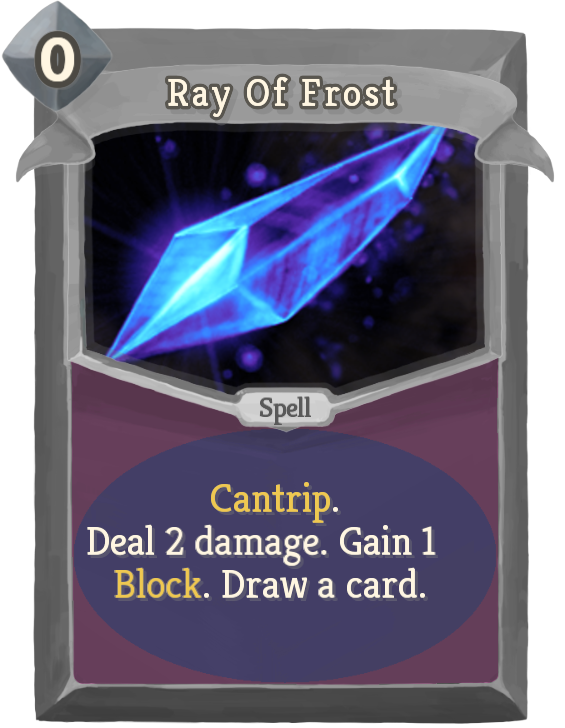 0
Ray Of Frost
Spell
Cantrip.
Deal 2 damage. Gain 1
Block. Draw a card.